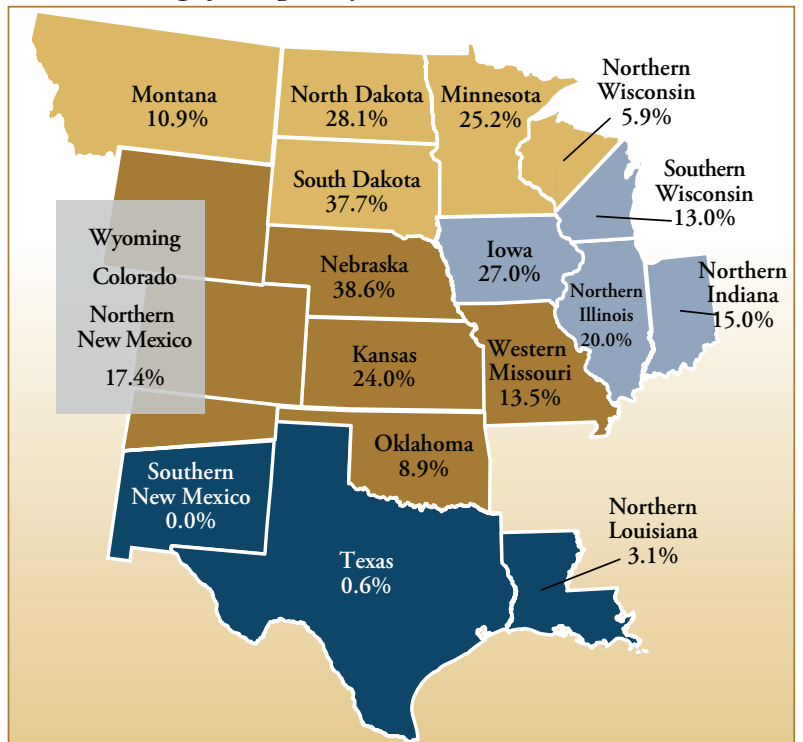 Montana
10.9%
North Dakota
28.1%
Minnesota
25.2%
Northern
Wisconsin
5.9%
South Dakota
37.7%
Southern
Wisconsin
13.0%
Wyoming
Colorado
Northern
New Mexico
17.4%
Nebraska
38.6%
Iowa
27.0%
Northern
Illinois
20.0%
Northern
Indiana
15.0%
Kansas
24.0%
Western
Missouri
13.5%
Oklahoma
8.9%
Southern
New Mexico
0.0%
Texas
0.6%
Northern
Louisiana
3.1%